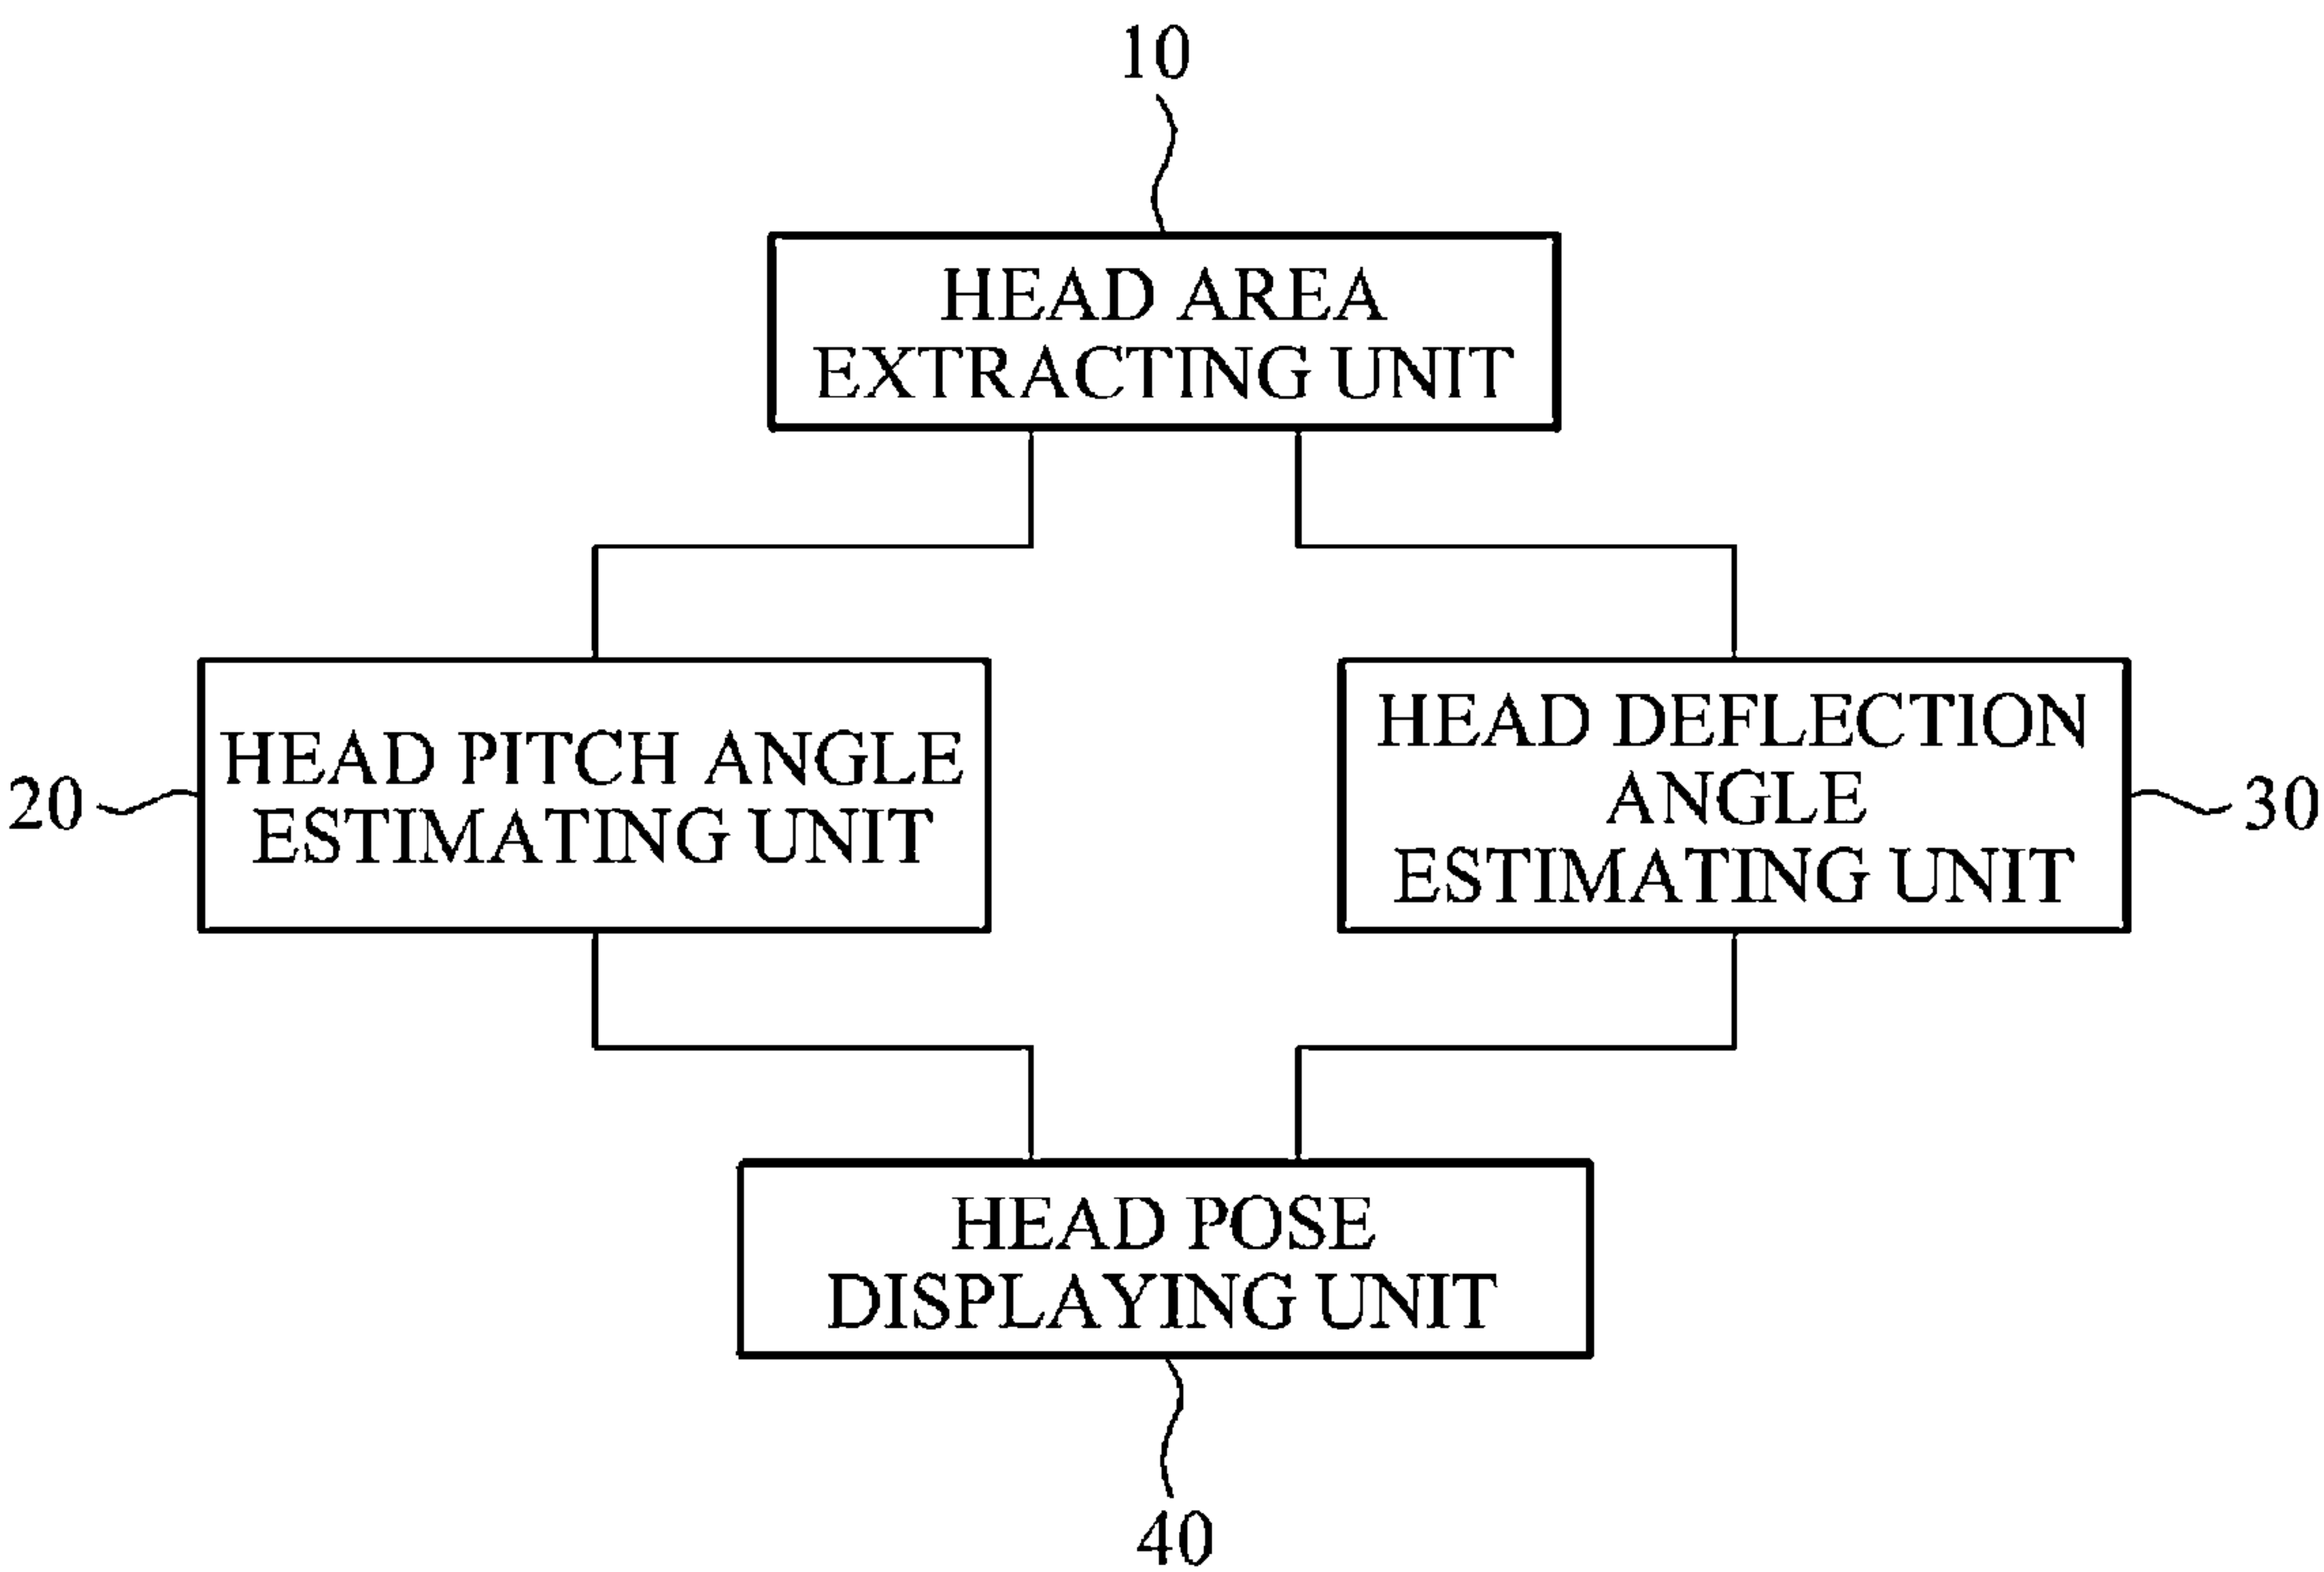 10
HEAD AREA
EXTRACTING UNIT
HEAD PITCH ANGLE
ESTIMATING UNIT
20
HEAD DEFLECTION
ANGLE
ESTIMATING UNIT
30
HEAD POSE
DISPLAYING UNIT
40